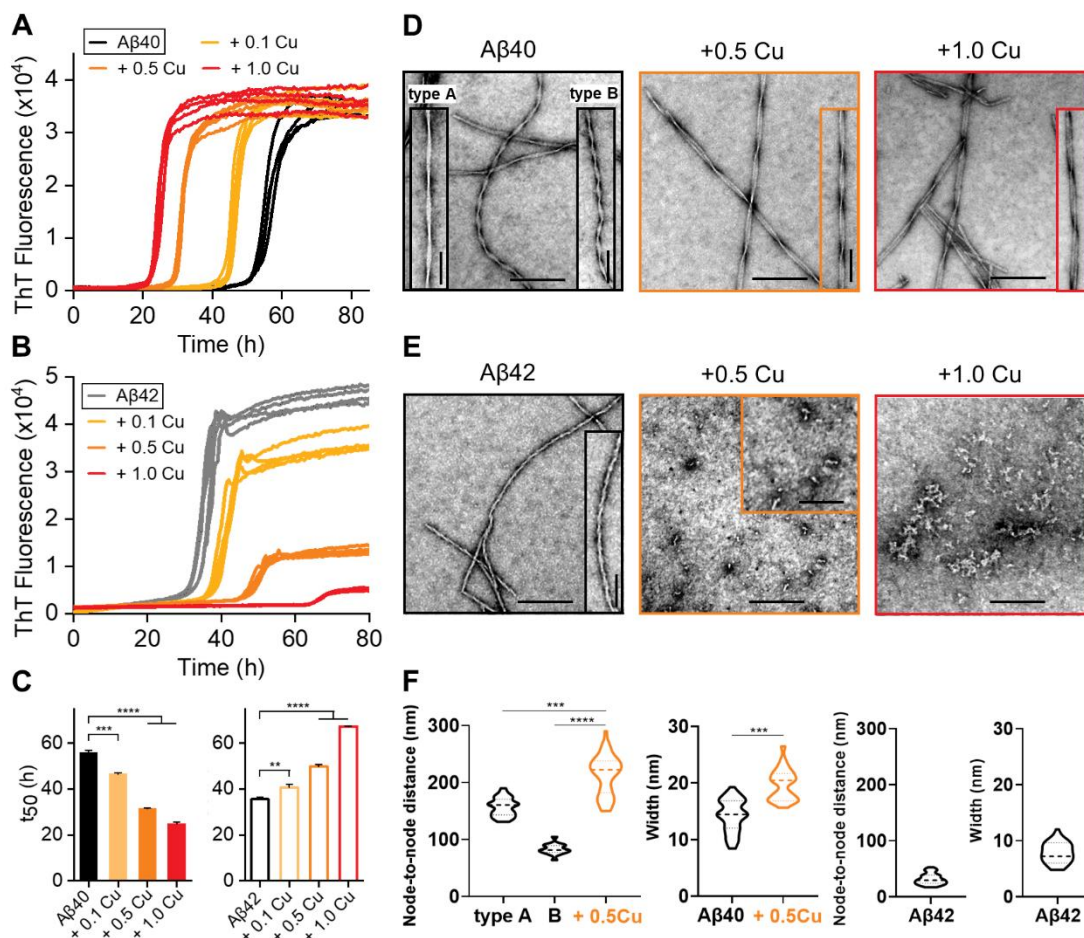 A
Aβ40
+ 0.1 Cu
+ 0.5 Cu
+ 1.0 Cu
ThT Fluorescence (x10⁴)
4
3
2
1
0
0 20 40 60 80
Time (h)
B
Aβ42
+ 0.1 Cu
+ 0.5 Cu
+ 1.0 Cu
ThT Fluorescence (x10⁴)
5
4
3
2
1
0
0 20 40 60 80
Time (h)
C
t50 (h)
60
40
20
0
****
***
Aβ40
+ 0.1 Cu
+ 0.5 Cu
+ 1.0 Cu
60
40
20
0
****
**
Aβ42
+ 0.1 Cu
+ 0.5 Cu
+ 1.0 Cu
D
Aβ40
+0.5 Cu
+1.0 Cu
type A
type B
E
Aβ42
+0.5 Cu
+1.0 Cu
F
Node-to-node distance (nm)
300
200
100
0
***
****
type A B + 0.5Cu
Width (nm)
30
20
10
0
***
Aβ40 + 0.5Cu
Node-to-node distance (nm)
300
200
100
0
Aβ42
Width (nm)
30
20
10
0
Aβ42